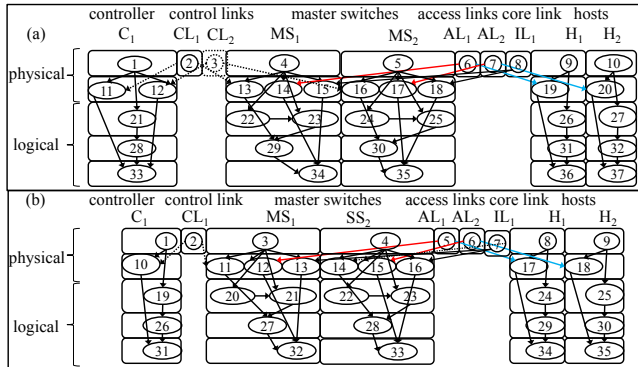 controller control links master switches access links core link hosts
(a) C1 CL1 CL2 MS1 MS2 AL1 AL2 IL1 H1 H2
1 2 3 4 5 6 7 8 9 10
physical
11 12 13 14 15 16 17 18 19 20
21 22 23 24 25 26 27
logical
28 29 30 31 32
33 34 35 36 37
(b) controller control link master switches access links core link hosts
C1 CL1 MS1 SS2 AL1 AL2 IL1 H1 H2
1 2 3 4 5 6 7 8 9
physical
10 11 12 13 14 15 16 17 18
19 20 21 22 23 24 25
logical
26 27 28 29 30
31 32 33 34 35